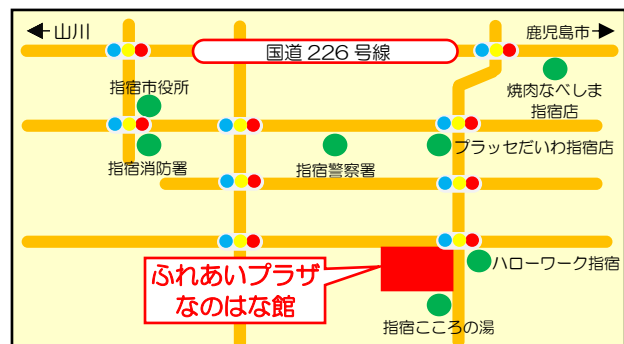 山川
鹿児島市
国道226号線
焼肉なべしま
指宿店
指宿市役所
指宿消防署
指宿警察署
プラッセだいわ指宿店
ふれあいプラザ
なのはな館
ハローワーク指宿
指宿こころの湯